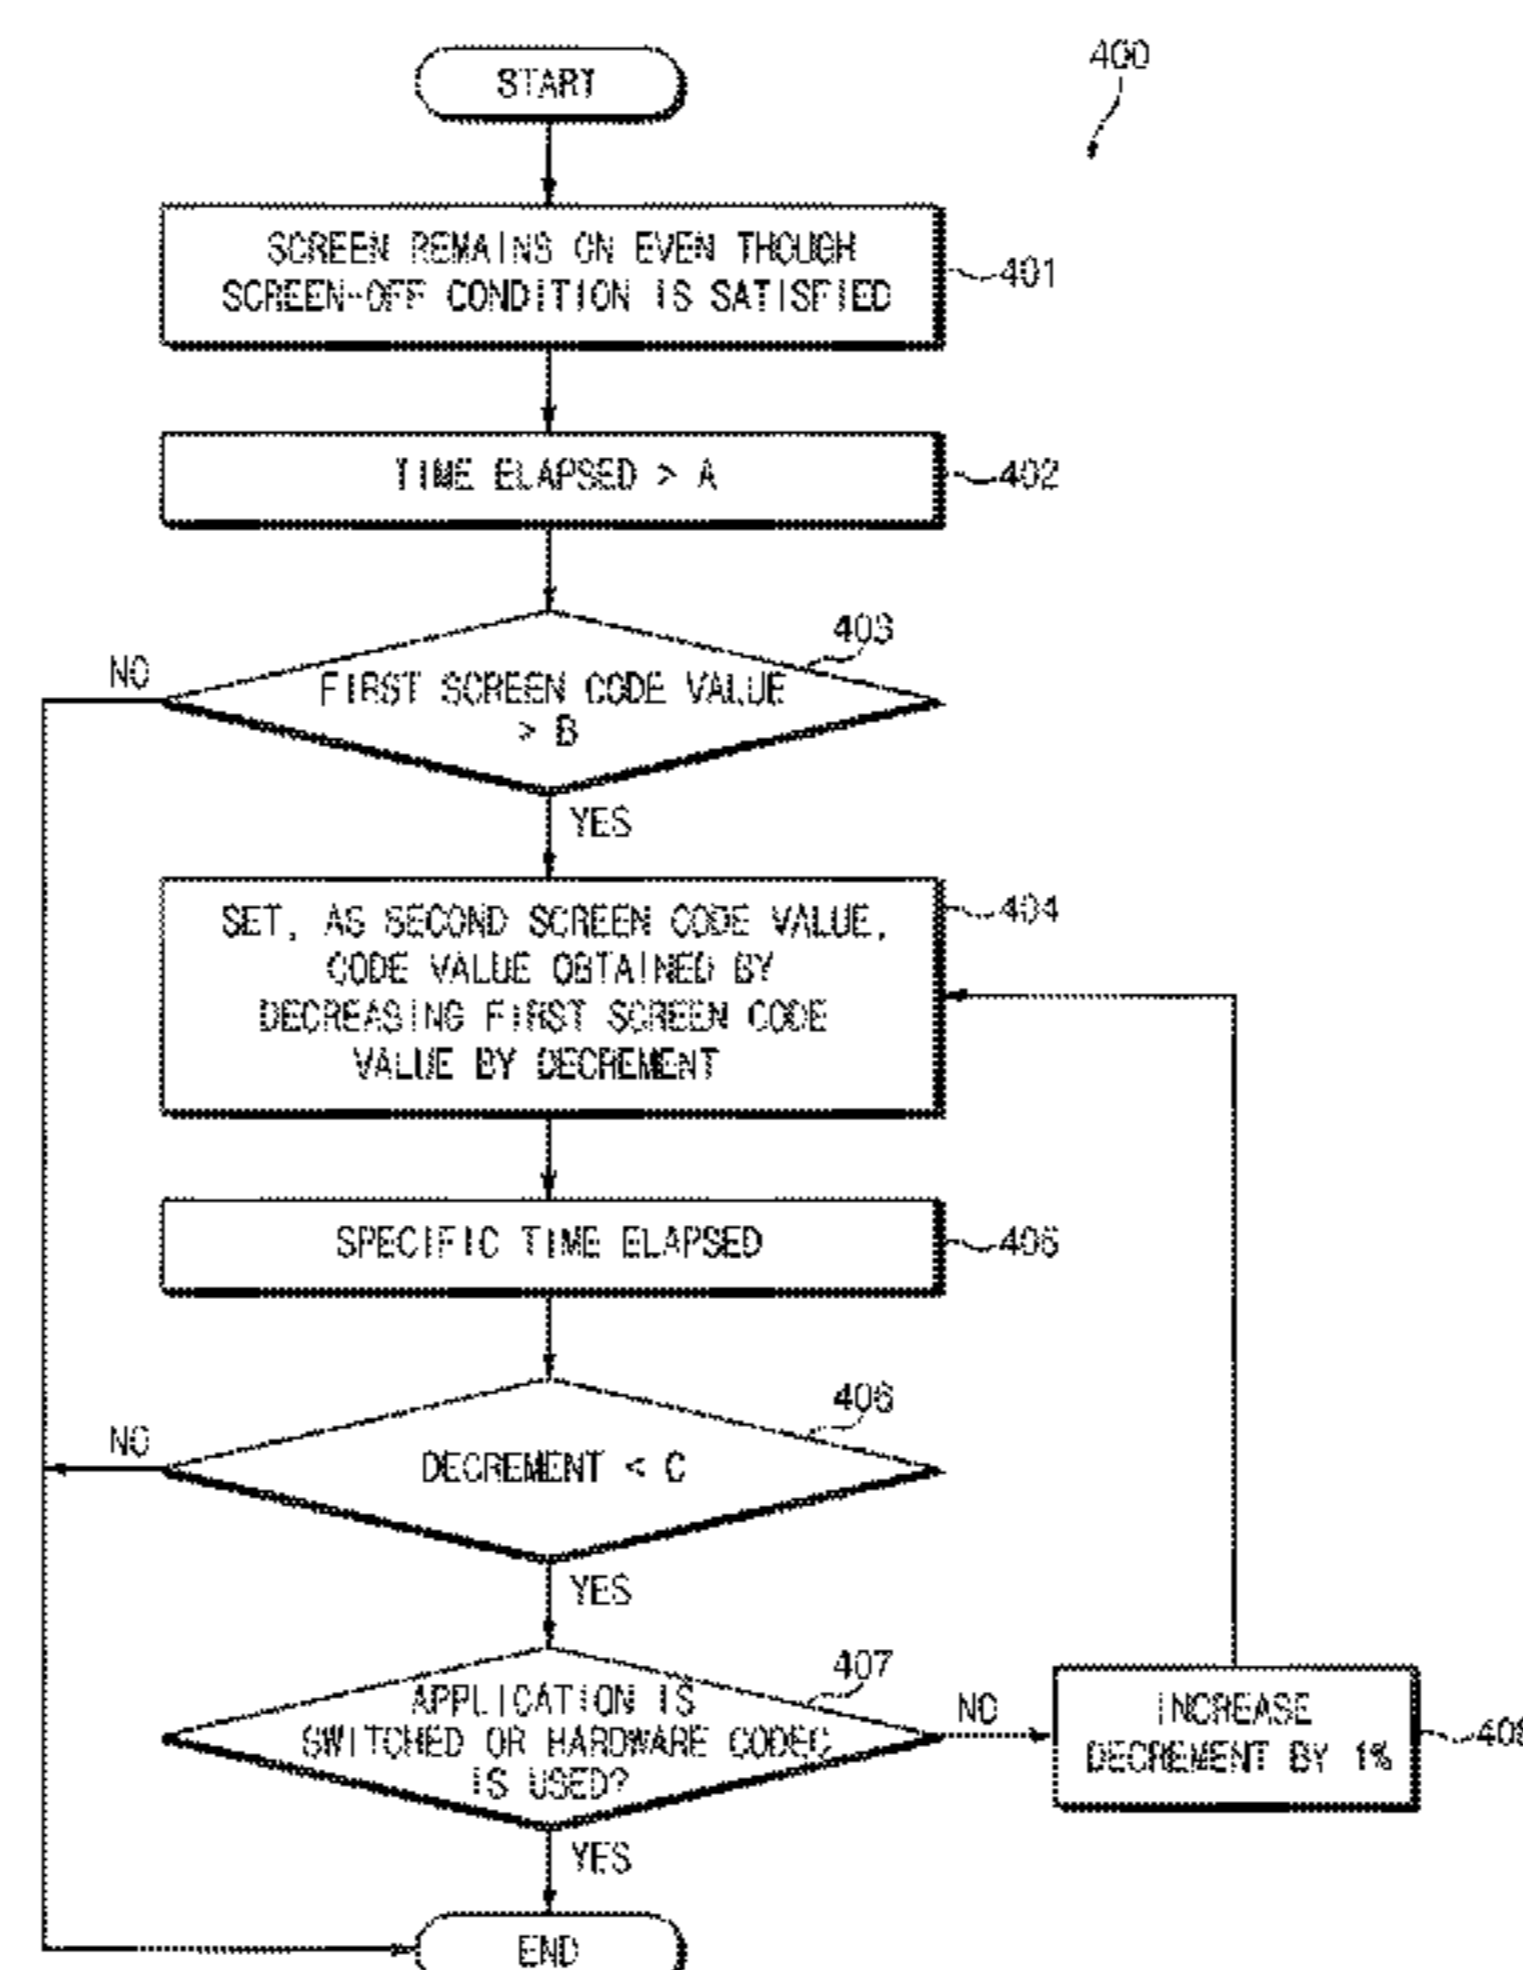 START
400
SCREEN REMAINS ON EVEN THOUGH
SCREEN-OFF CONDITION IS SATISFIED
401
TIME ELAPSED > A
402
403
NO
FIRST SCREEN CODE VALUE
> B
YES
SET, AS SECOND SCREEN CODE VALUE,
CODE VALUE OBTAINED BY
DECREASING FIRST SCREEN CODE
VALUE BY DECREMENT
404
SPECIFIC TIME ELAPSED
406
NO
DECREMENT < C
YES
407
APPLICATION IS
SWITCHED OR HARDWARE CODEC
IS USED?
NO
INCREASE
DECREMENT BY 1%
YES
END